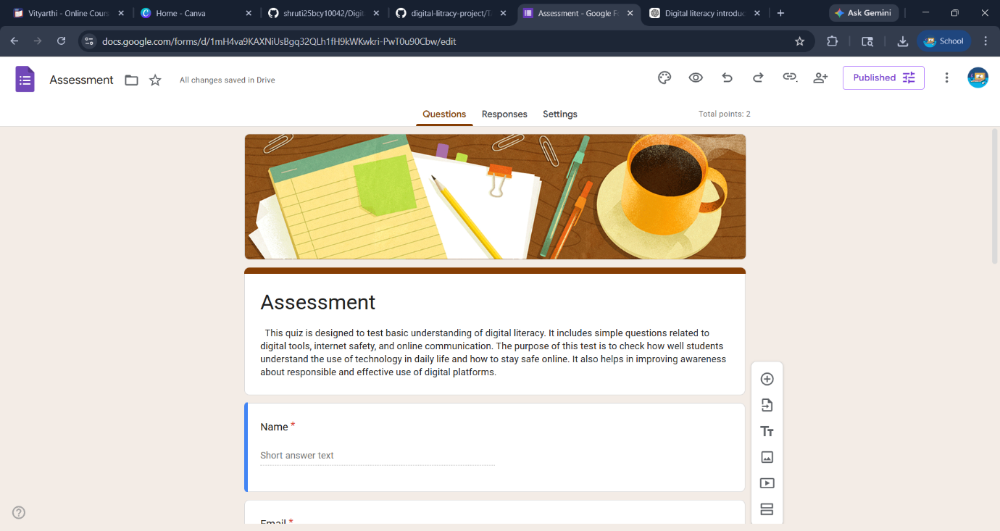 Vityarthi - Online Cours
Home - Canva
shruti25bcy10042/Digit
digital-litracy-project/Ta
Assessment - Google Fo
Digital literacy introduc
Ask Gemini
docs.google.com/forms/d/1mH4va9KAXNiUsBgq32QLh1fH9kWKwkri-PwT0u90Cbw/edit
School
Assessment
All changes saved in Drive
Published
Questions
Responses
Settings
Total points: 2
Assessment
This quiz is designed to test basic understanding of digital literacy. It includes simple questions related to
digital tools, internet safety, and online communication. The purpose of this test is to check how well students
understand the use of technology in daily life and how to stay safe online. It also helps in improving awareness
about responsible and effective use of digital platforms.
Name *
Short answer text
Email *